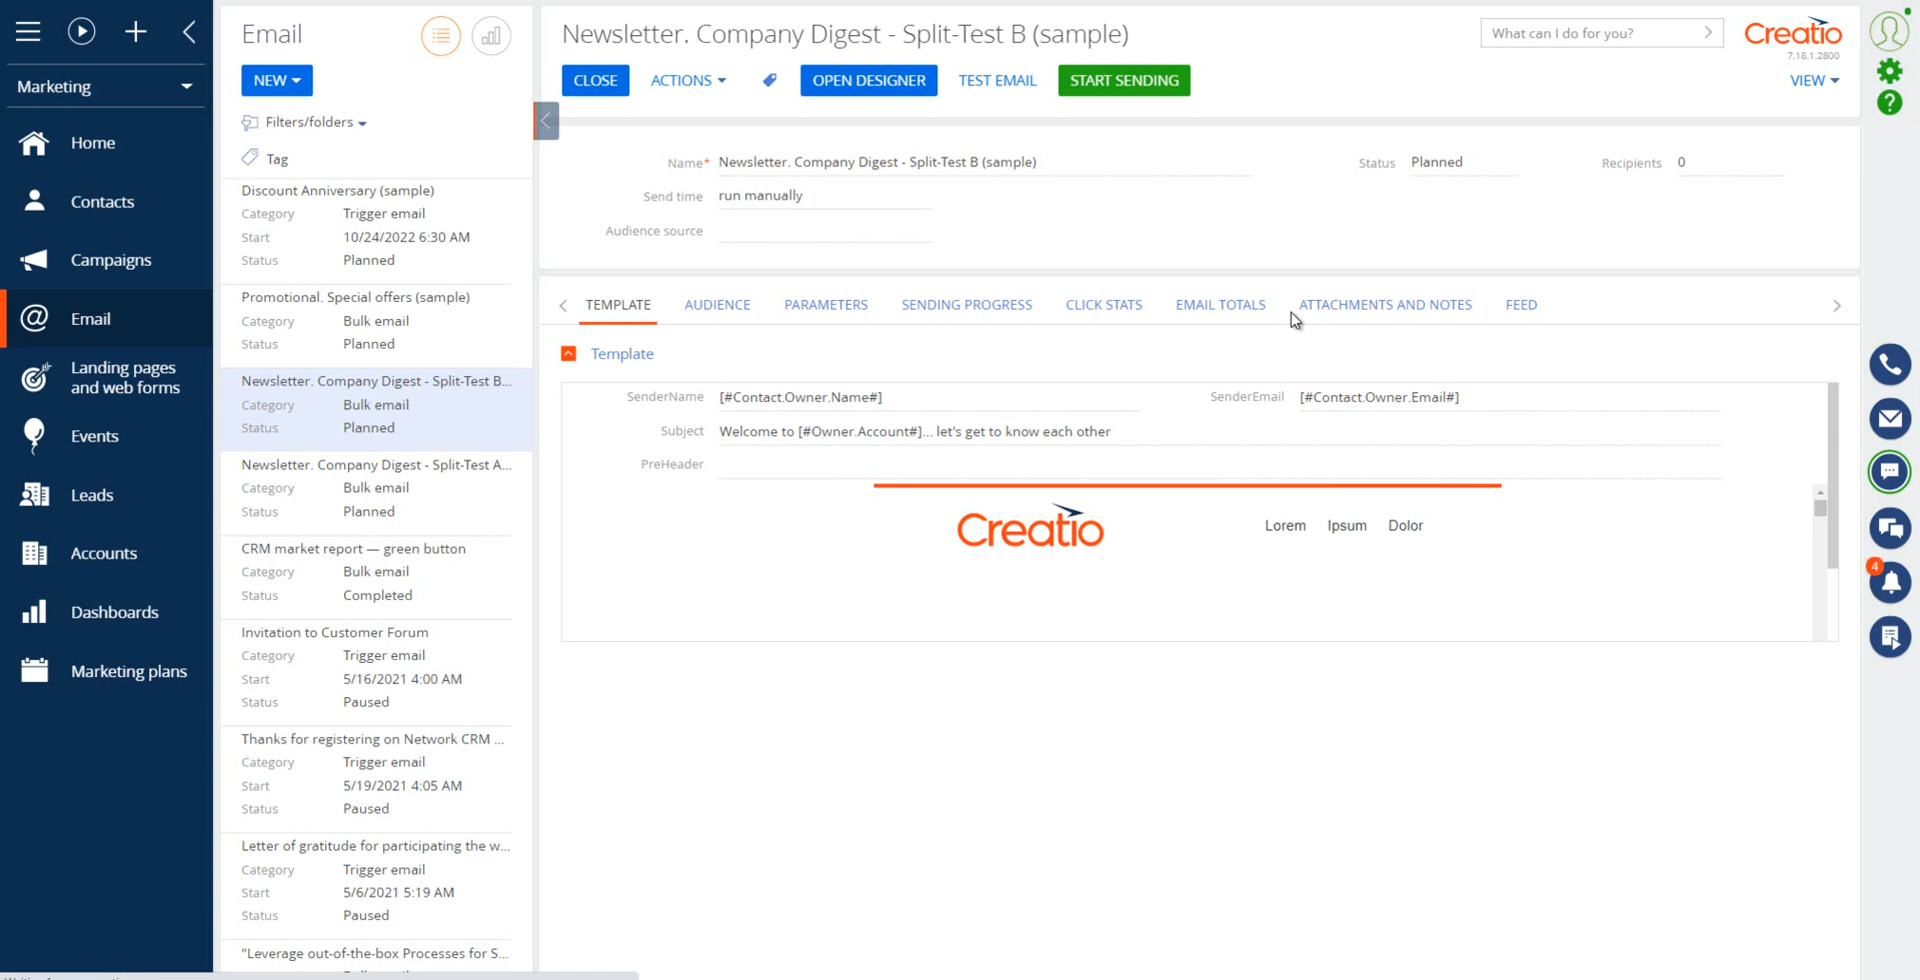 Marketing
Home
Contacts
Campaigns
Email
Landing pages
and web forms
Events
Leads
Accounts
Dashboards
Marketing plans
Email
NEW
Filters/folders
Tag
Discount Anniversary (sample)
Category Trigger email
Start 10/24/2022 6:30 AM
Status Planned
Promotional. Special offers (sample)
Category Bulk email
Status Planned
Newsletter. Company Digest - Split-Test B...
Category Bulk email
Status Planned
Newsletter. Company Digest - Split-Test A...
Category Bulk email
Status Planned
CRM market report — green button
Category Bulk email
Status Completed
Invitation to Customer Forum
Category Trigger email
Start 5/16/2021 4:00 AM
Status Paused
Thanks for registering on Network CRM ...
Category Trigger email
Start 5/19/2021 4:05 AM
Status Paused
Letter of gratitude for participating the w...
Category Trigger email
Start 5/6/2021 5:19 AM
Status Paused
"Leverage out-of-the-box Processes for S...
Newsletter. Company Digest - Split-Test B (sample)
What can I do for you?
Creatio
7.18.1.2800
CLOSE ACTIONS OPEN DESIGNER TEST EMAIL START SENDING VIEW
Name* Newsletter. Company Digest - Split-Test B (sample) Status Planned Recipients 0
Send time run manually
Audience source
TEMPLATE AUDIENCE PARAMETERS SENDING PROGRESS CLICK STATS EMAIL TOTALS ATTACHMENTS AND NOTES FEED
Template
SenderName [#Contact.Owner.Name#] SenderEmail [#Contact.Owner.Email#]
Subject Welcome to [#Owner.Account#]... let's get to know each other
PreHeader
Creatio Lorem Ipsum Dolor
4